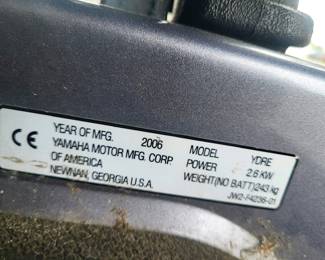 CE
YEAR OF MFG. 2006 MODEL YDRE
YAMAHA MOTOR MFG. CORP. POWER 2.6 KW
OF AMERICA WEIGHT(NO BATT)243 kg
NEWNAN, GEORGIA U.S.A. JW2-F4236-01